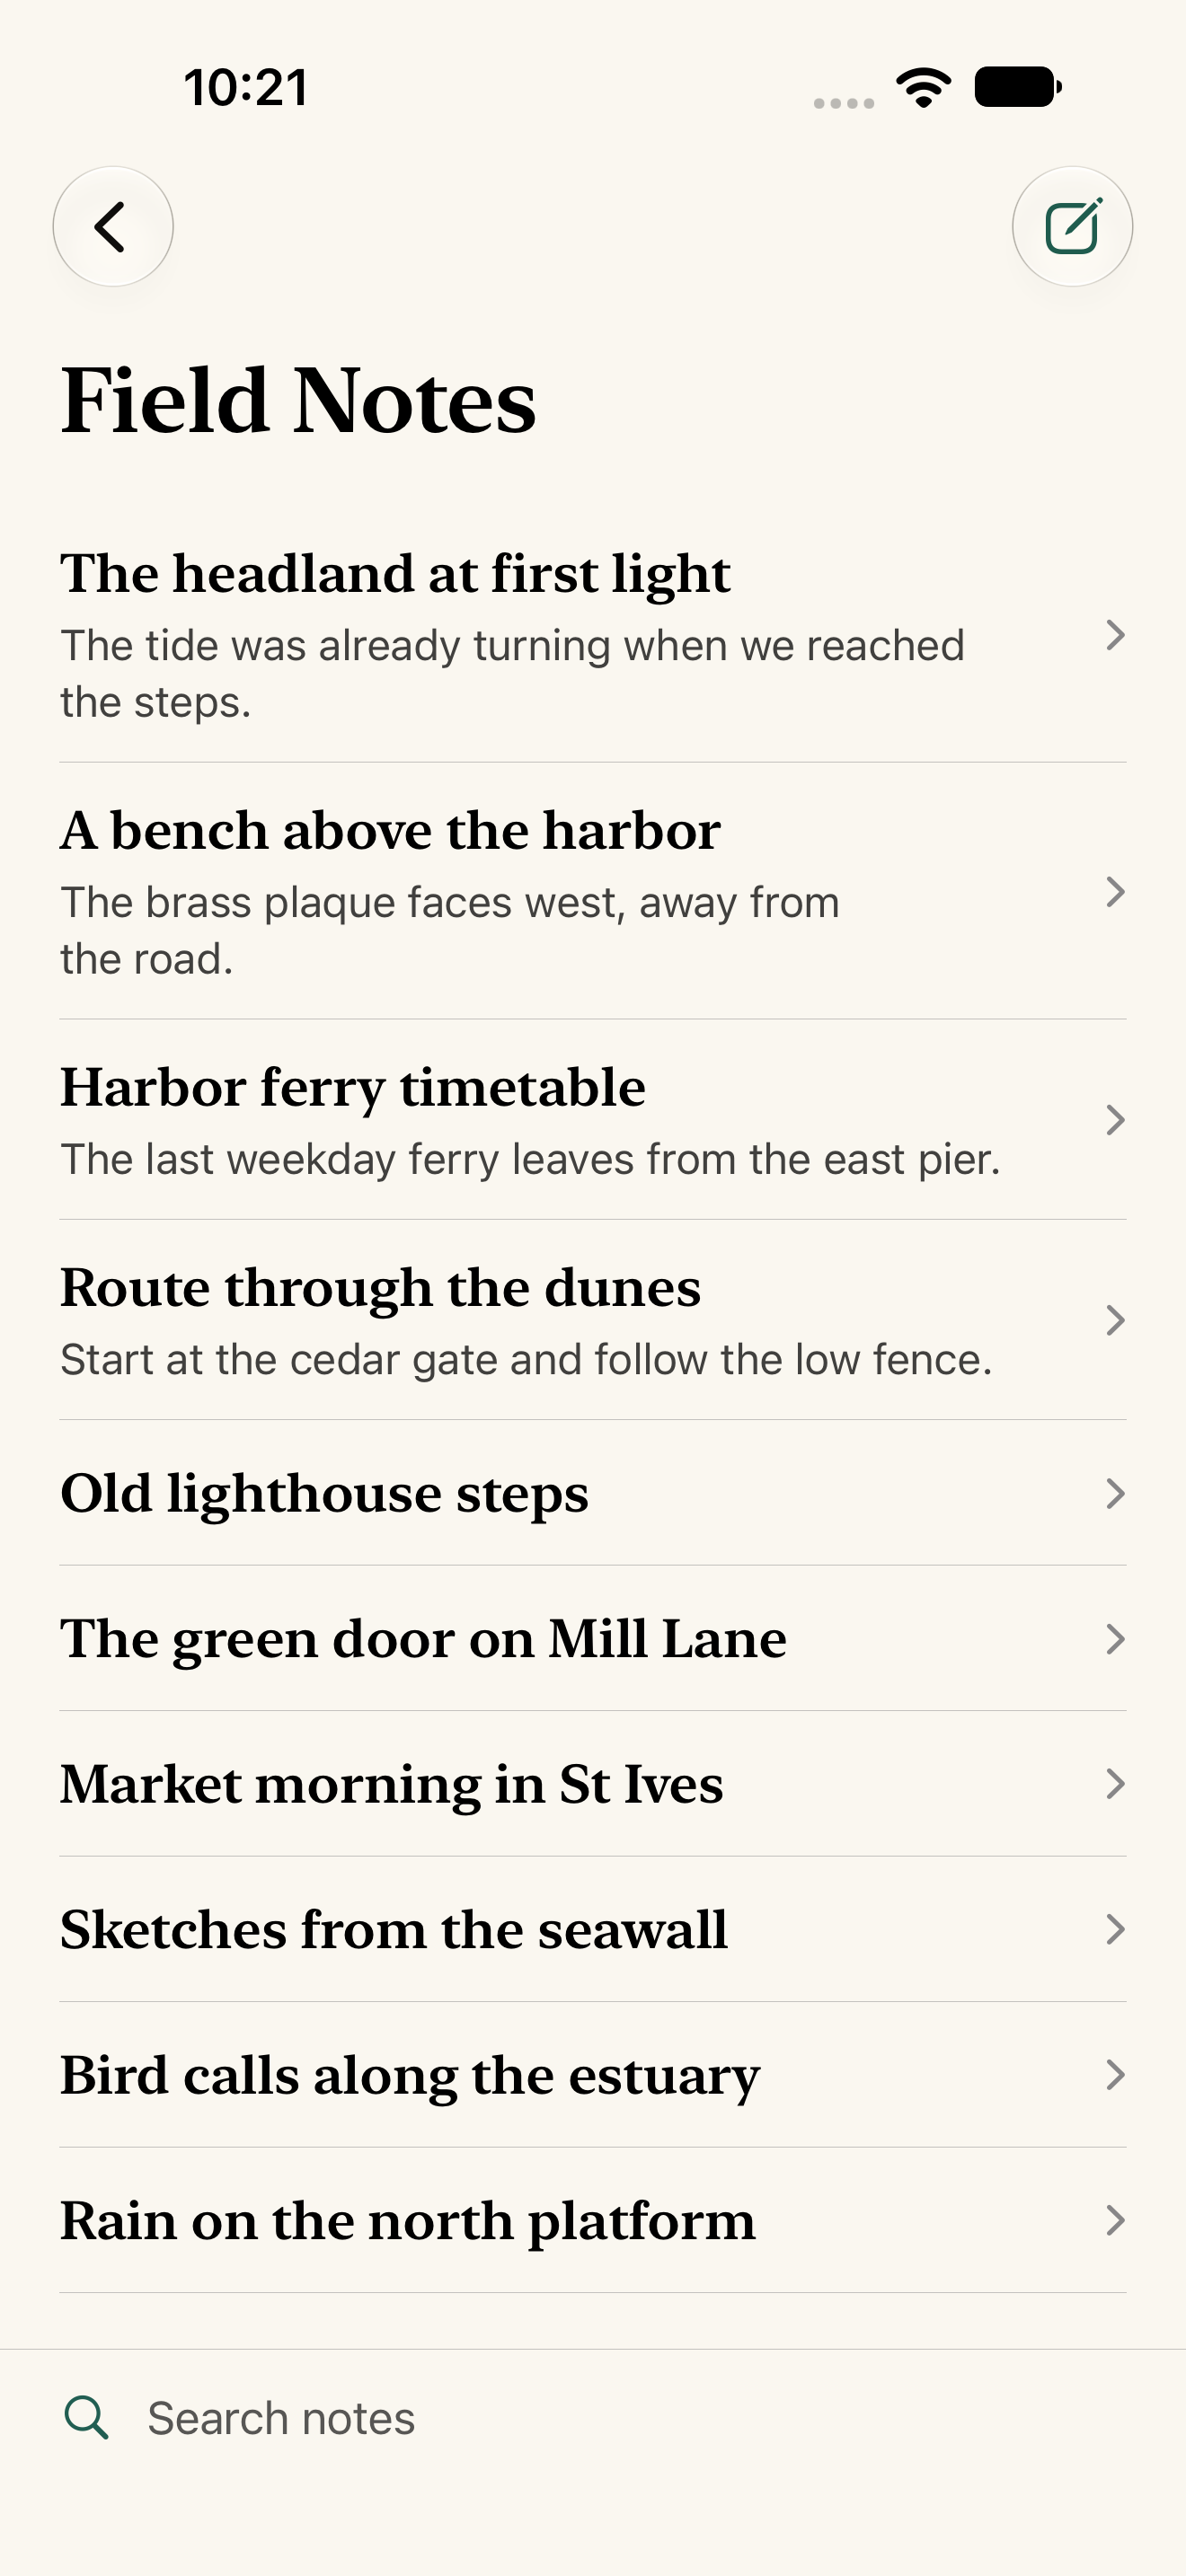 10:21
Field Notes
The headland at first light
The tide was already turning when we reached
the steps.
A bench above the harbor
The brass plaque faces west, away from
the road.
Harbor ferry timetable
The last weekday ferry leaves from the east pier.
Route through the dunes
Start at the cedar gate and follow the low fence.
Old lighthouse steps
The green door on Mill Lane
Market morning in St Ives
Sketches from the seawall
Bird calls along the estuary
Rain on the north platform
Search notes